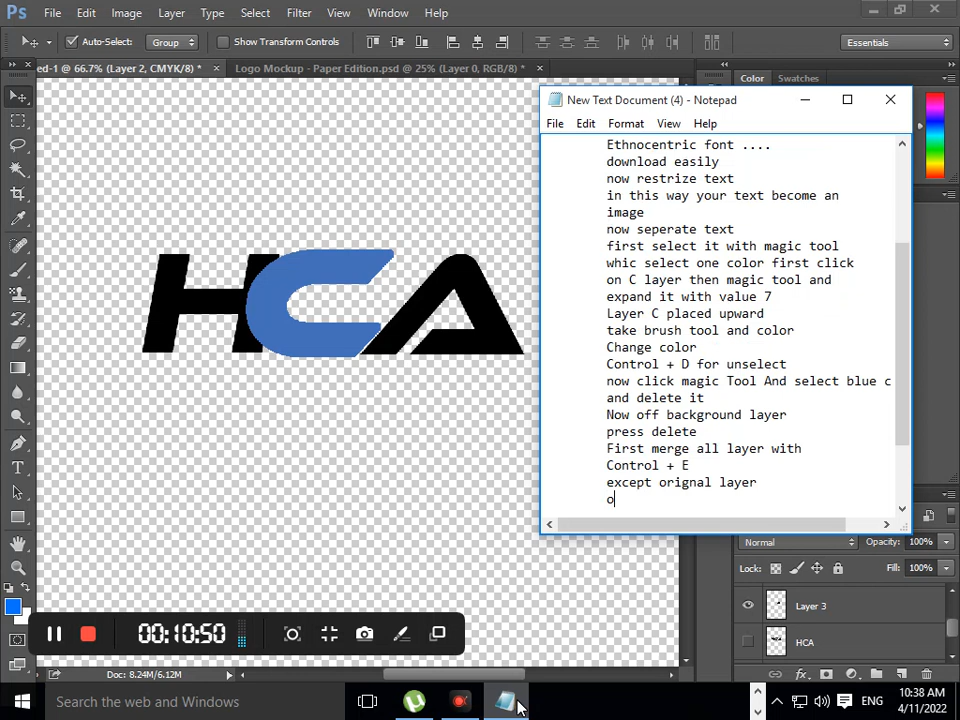 Ps File Edit Image Layer Type Select Filter View Window Help
Auto-Select: Group Show Transform Controls Essentials
ed-1 @ 66.7% (Layer 2, CMYK/8) * × Logo Mockup - Paper Edition.psd @ 25% (Layer 0, RGB/8) * ×
Color Swatches
New Text Document (4) - Notepad
File Edit Format View Help
Ethnocentric font ....
download easily
now restrize text
in this way your text become an
image
now seperate text
first select it with magic tool
whic select one color first click
on C layer then magic tool and
expand it with value 7
Layer C placed upward
take brush tool and color
Change color
Control + D for unselect
now click magic Tool And select blue c
and delete it
Now off background layer
press delete
First merge all layer with
Control + E
except orignal layer
o
HCA
Normal Opacity: 100%
Lock: Fill: 100%
Layer 3
HCA
00:10:50
Doc: 8.24M/6.12M
Search the web and Windows
ENG
10:38 AM
4/11/2022